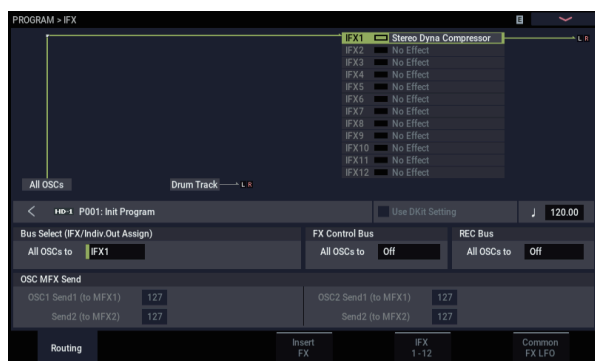 PROGRAM > IFX E
IFX1 Stereo Dyna Compressor L R
IFX2 No Effect
IFX3 No Effect
IFX4 No Effect
IFX5 No Effect
IFX6 No Effect
IFX7 No Effect
IFX8 No Effect
IFX9 No Effect
IFX10 No Effect
IFX11 No Effect
IFX12 No Effect
All OSCs Drum Track L R
< HD-1 P001: Init Program Use DKit Setting ♩ 120.00
Bus Select (IFX/Indiv.Out Assign) FX Control Bus REC Bus
All OSCs to IFX1 All OSCs to Off All OSCs to Off
OSC MFX Send
OSC1 Send1 (to MFX1) 127 OSC2 Send1 (to MFX1) 127
Send2 (to MFX2) 127 Send2 (to MFX2) 127
Routing Insert FX IFX 1-12 Common FX LFO